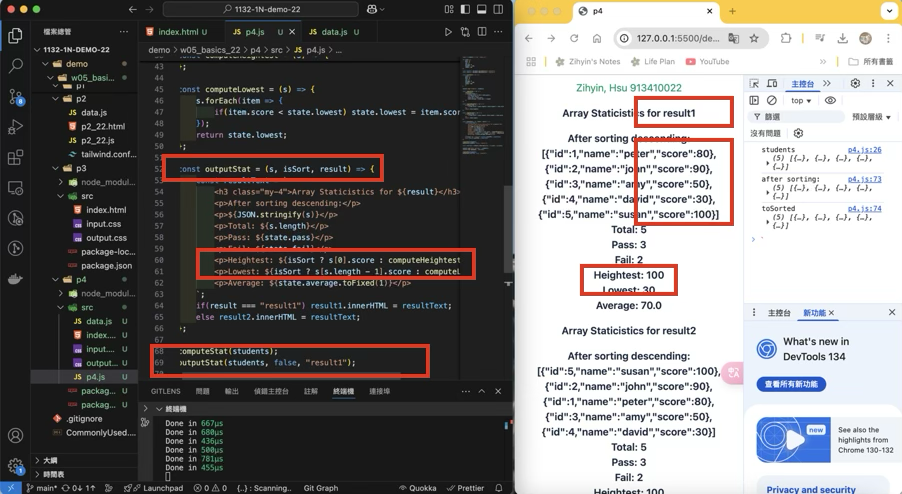 1132-1N-demo-22
檔案總管
1132-1N-DEMO-22
demo
w05_basi...
p1
p2
data.js
p2_22.html
p2_22.js
tailwind.conf...
p3
node_modul...
src
index.html
input.css
output.css
package-loc...
package.json
p4
node_modul...
src
data.js U
index.... U
input.... U
output... U
p4.js U
packag... U
packag... U
.gitignore
CommonlyUsed....
大綱
時間表
index.html U
p4.js U
data.js U
demo > w05_basics_22 > p4 > src > p4.js > ...
44 };
45 const computeLowest = (s) => {
46 s.forEach(item => {
47 if(item.score < state.lowest) state.lowest = item.scor
48 });
49 return state.lowest;
50 };
51
52 const outputStat = (s, isSort, result) => {
54 <h3 class="my-4">Array Staticistics for ${result}</h3>
55 <p>After sorting descending:</p>
56 <p>${JSON.stringify(s)}</p>
57 <p>Total: ${s.length}</p>
58 <p>Pass: ${state.pass}</p>
59 <p>Fail: ${state.fail}</p>
60 <p>Heightest: ${isSort ? s[0].score : computeHeightest
61 <p>Lowest: ${isSort ? s[s.length - 1].score : computeL
62 <p>Average: ${state.average.toFixed(1)}</p>
63 `;
64 if(result === "result1") result1.innerHTML = resultText;
65 else result2.innerHTML = resultText;
66 };
67
68 computeStat(students);
69 outputStat(students, false, "result1");
GITLENS 問題 輸出 偵錯主控台 註解 終端機 連接埠
終端機
Done in 667μs
Done in 680μs
Done in 436μs
Done in 500μs
Done in 781μs
Done in 455μs
main* 0↓ 1↑ Launchpad 0 0 {..} : Scanning.. Git Graph Quokka Prettier
p4
127.0.0.1:5500/de...
Zihyin's Notes Life Plan YouTube 所有書籤
Zihyin, Hsu 913410022
Array Staticistics for result1
After sorting descending:
[{"id":1,"name":"peter","score":80},
{"id":2,"name":"john","score":90},
{"id":3,"name":"amy","score":50},
{"id":4,"name":"david","score":30},
{"id":5,"name":"susan","score":100}]
Total: 5
Pass: 3
Fail: 2
Heightest: 100
Lowest: 30
Average: 70.0
Array Staticistics for result2
After sorting descending:
[{"id":5,"name":"susan","score":100},
{"id":2,"name":"john","score":90},
{"id":1,"name":"peter","score":80},
{"id":3,"name":"amy","score":50},
{"id":4,"name":"david","score":30}]
Total: 5
Pass: 3
Fail: 2
Heightest: 100
主控台
top
篩選 預設層級
沒有問題
students p4.js:26
(5) [{…}, {…}, {…}, {…}, {…}]
after sorting: p4.js:73
(5) [{…}, {…}, {…}, {…}, {…}]
toSorted p4.js:74
(5) [{…}, {…}, {…}, {…}, {…}]
主控台 新功能
What's new in DevTools 134
查看所有新功能
new
See also the highlights from Chrome 130-132
Privacy and security